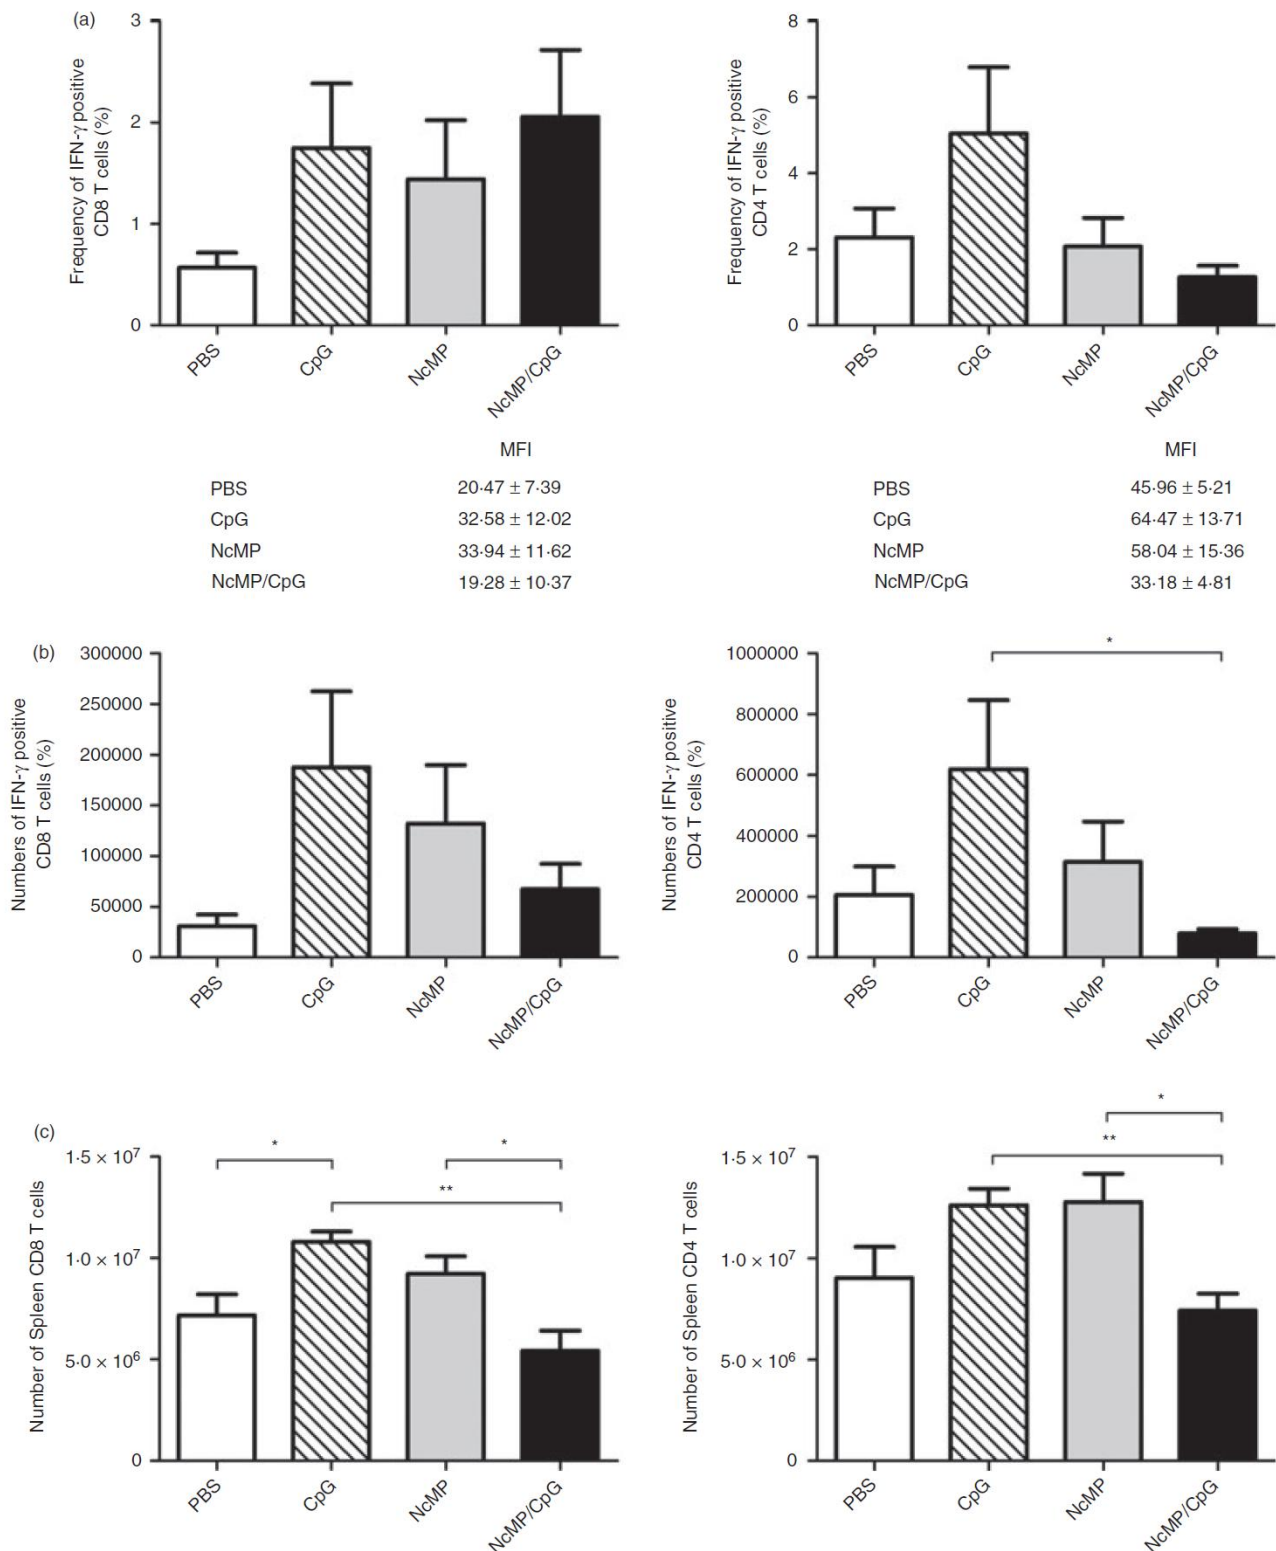 (a)
Frequency of IFN-γ positive
CD8 T cells (%)
3
2
1
0
PBS
CpG
NcMP
NcMP/CpG
Frequency of IFN-γ positive
CD4 T cells (%)
8
6
4
2
0
PBS
CpG
NcMP
NcMP/CpG
MFI
PBS 20·47 ± 7·39
CpG 32·58 ± 12·02
NcMP 33·94 ± 11·62
NcMP/CpG 19·28 ± 10·37
MFI
PBS 45·96 ± 5·21
CpG 64·47 ± 13·71
NcMP 58·04 ± 15·36
NcMP/CpG 33·18 ± 4·81
(b)
Numbers of IFN-γ positive
CD8 T cells (%)
300000
250000
200000
150000
100000
50000
0
PBS
CpG
NcMP
NcMP/CpG
Numbers of IFN-γ positive
CD4 T cells (%)
1000000
800000
600000
400000
200000
0
*
PBS
CpG
NcMP
NcMP/CpG
(c)
Number of Spleen CD8 T cells
1·5 × 10⁷
1·0 × 10⁷
5·0 × 10⁶
0
*
*
**
PBS
CpG
NcMP
NcMP/CpG
Number of Spleen CD4 T cells
1·5 × 10⁷
1·0 × 10⁷
5·0 × 10⁶
0
*
**
PBS
CpG
NcMP
NcMP/CpG